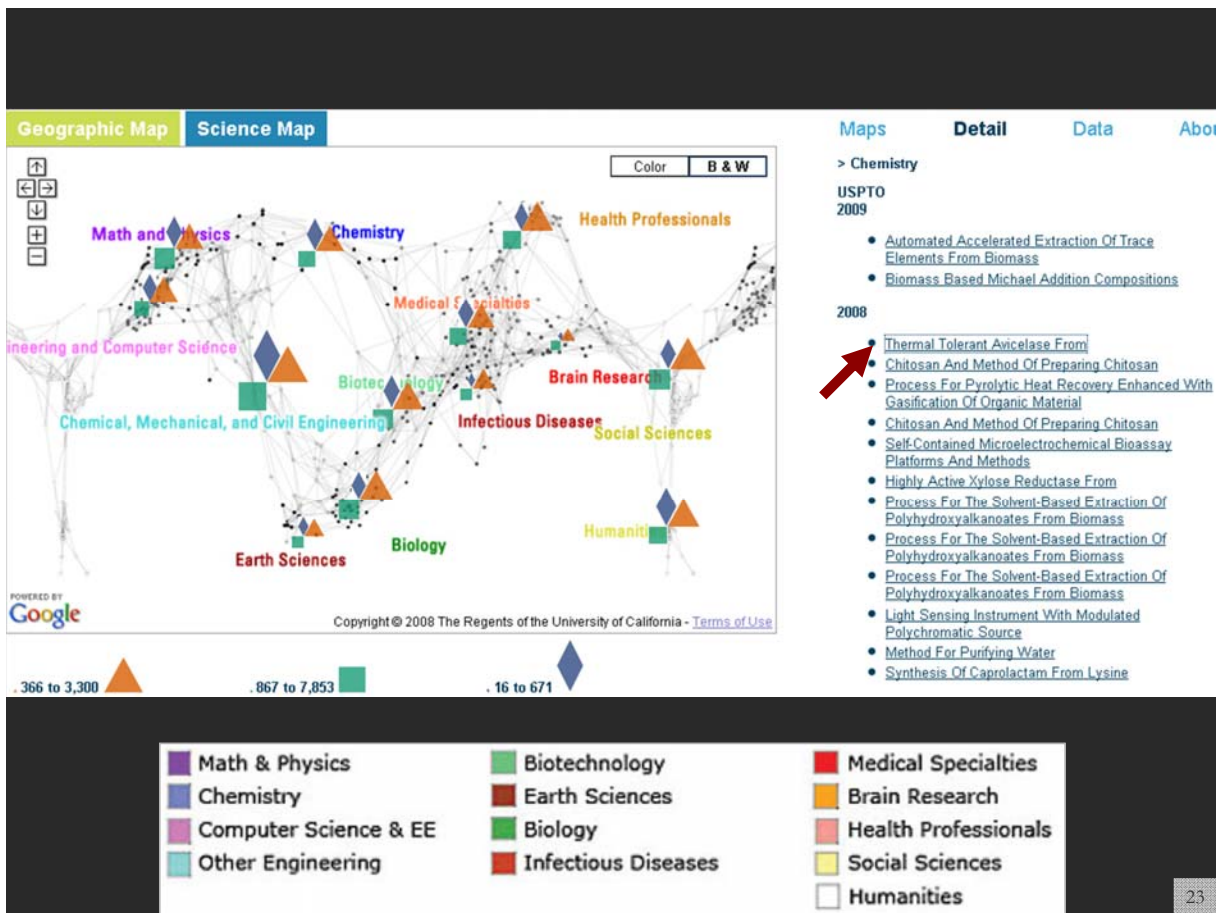 Geographic Map
Science Map
Color
B & W
Math and Physics
Chemistry
Health Professionals
Medical Specialties
ineering and Computer Science
Biotechnology
Brain Research
Chemical, Mechanical, and Civil Engineering
Infectious Diseases
Social Sciences
Biology
Humanities
Earth Sciences
POWERED BY
Google
Copyright © 2008 The Regents of the University of California - Terms of Use
. 366 to 3,300
. 867 to 7,853
. 16 to 671
Maps
Detail
Data
Abou
> Chemistry
USPTO
2009
Automated Accelerated Extraction Of Trace
Elements From Biomass
Biomass Based Michael Addition Compositions
2008
Thermal Tolerant Avicelase From
Chitosan And Method Of Preparing Chitosan
Process For Pyrolytic Heat Recovery Enhanced With
Gasification Of Organic Material
Chitosan And Method Of Preparing Chitosan
Self-Contained Microelectrochemical Bioassay
Platforms And Methods
Highly Active Xylose Reductase From
Process For The Solvent-Based Extraction Of
Polyhydroxyalkanoates From Biomass
Process For The Solvent-Based Extraction Of
Polyhydroxyalkanoates From Biomass
Process For The Solvent-Based Extraction Of
Polyhydroxyalkanoates From Biomass
Light Sensing Instrument With Modulated
Polychromatic Source
Method For Purifying Water
Synthesis Of Caprolactam From Lysine
Math & Physics
Chemistry
Computer Science & EE
Other Engineering
Biotechnology
Earth Sciences
Biology
Infectious Diseases
Medical Specialties
Brain Research
Health Professionals
Social Sciences
Humanities
23